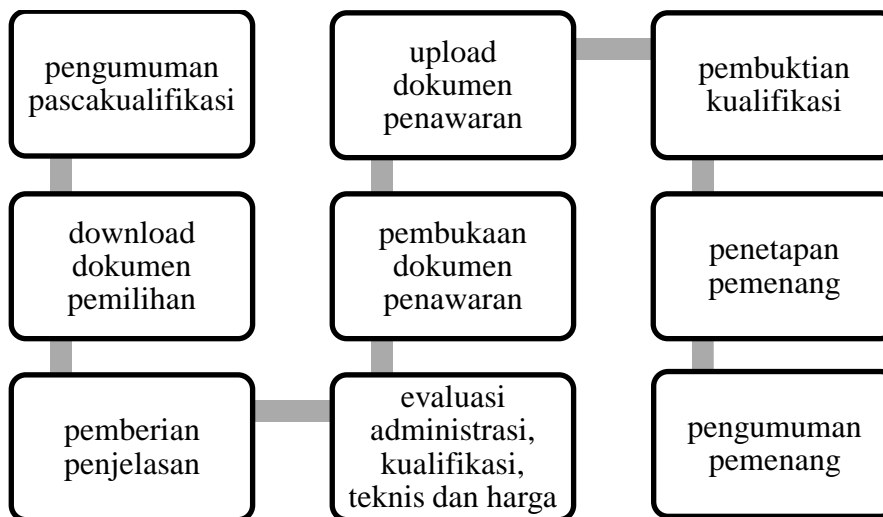 pengumuman
pascakualifikasi
download
dokumen
pemilihan
pemberian
penjelasan
evaluasi
administrasi,
kualifikasi,
teknis dan harga
pembukaan
dokumen
penawaran
upload
dokumen
penawaran
pembuktian
kualifikasi
penetapan
pemenang
pengumuman
pemenang